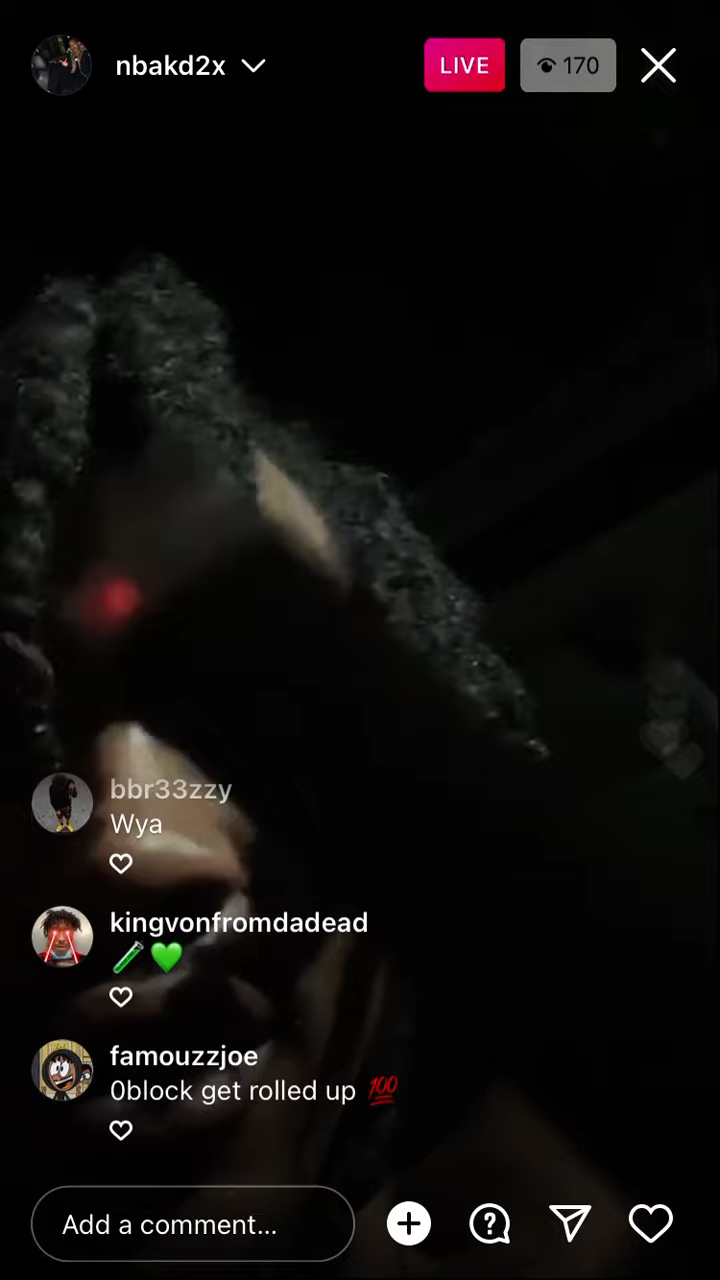 nbakd2x
LIVE
170
bbr33zzy
Wya
kingvonfromdadead
🧪💚
famouzzjoe
0block get rolled up 💯
Add a comment...